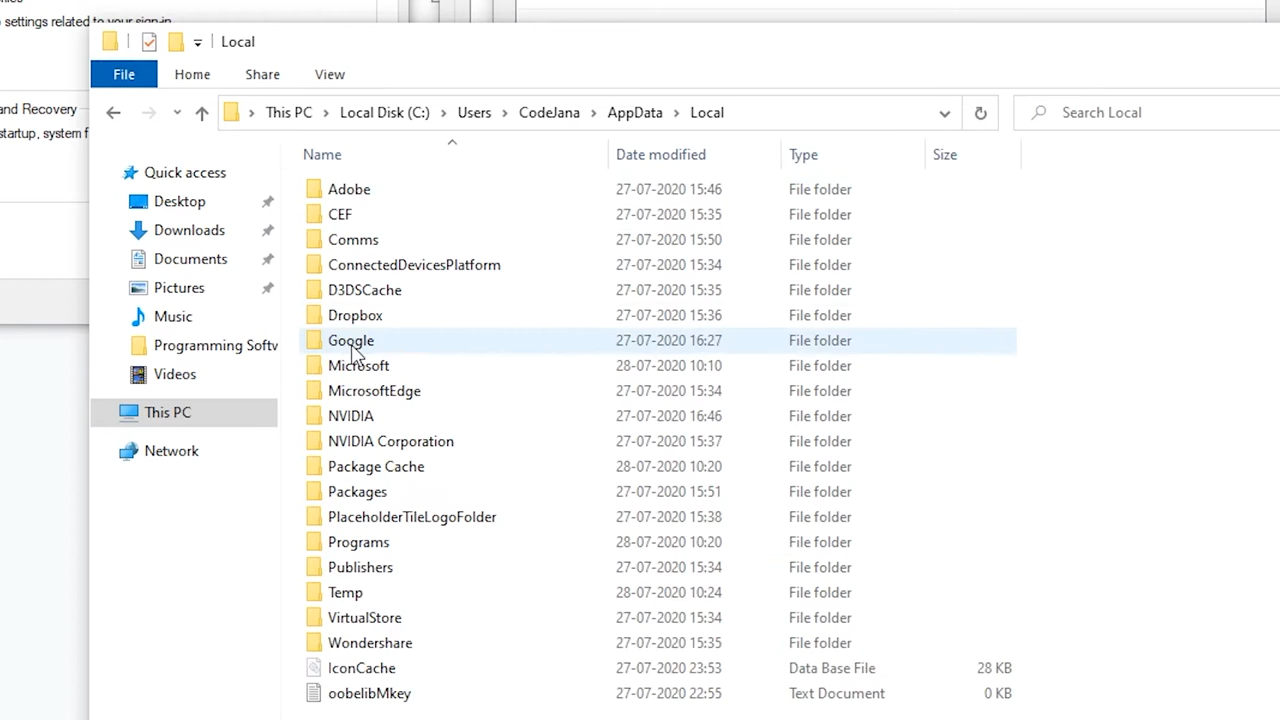 settings related to your sign-in
Local
File Home Share View
and Recovery
startup, system f
This PC Local Disk (C:) Users CodeJana AppData Local
Search Local
Name Date modified Type Size
Quick access
Desktop
Downloads
Documents
Pictures
Music
Programming Softv
Videos
This PC
Network
Adobe 27-07-2020 15:46 File folder
CEF 27-07-2020 15:35 File folder
Comms 27-07-2020 15:50 File folder
ConnectedDevicesPlatform 27-07-2020 15:34 File folder
D3DSCache 27-07-2020 15:35 File folder
Dropbox 27-07-2020 15:36 File folder
Google 27-07-2020 16:27 File folder
Microsoft 28-07-2020 10:10 File folder
MicrosoftEdge 27-07-2020 15:34 File folder
NVIDIA 27-07-2020 16:46 File folder
NVIDIA Corporation 27-07-2020 15:37 File folder
Package Cache 28-07-2020 10:20 File folder
Packages 27-07-2020 15:51 File folder
PlaceholderTileLogoFolder 27-07-2020 15:38 File folder
Programs 28-07-2020 10:20 File folder
Publishers 27-07-2020 15:34 File folder
Temp 28-07-2020 10:24 File folder
VirtualStore 27-07-2020 15:34 File folder
Wondershare 27-07-2020 15:35 File folder
IconCache 27-07-2020 23:53 Data Base File 28 KB
oobelibMkey 27-07-2020 22:55 Text Document 0 KB